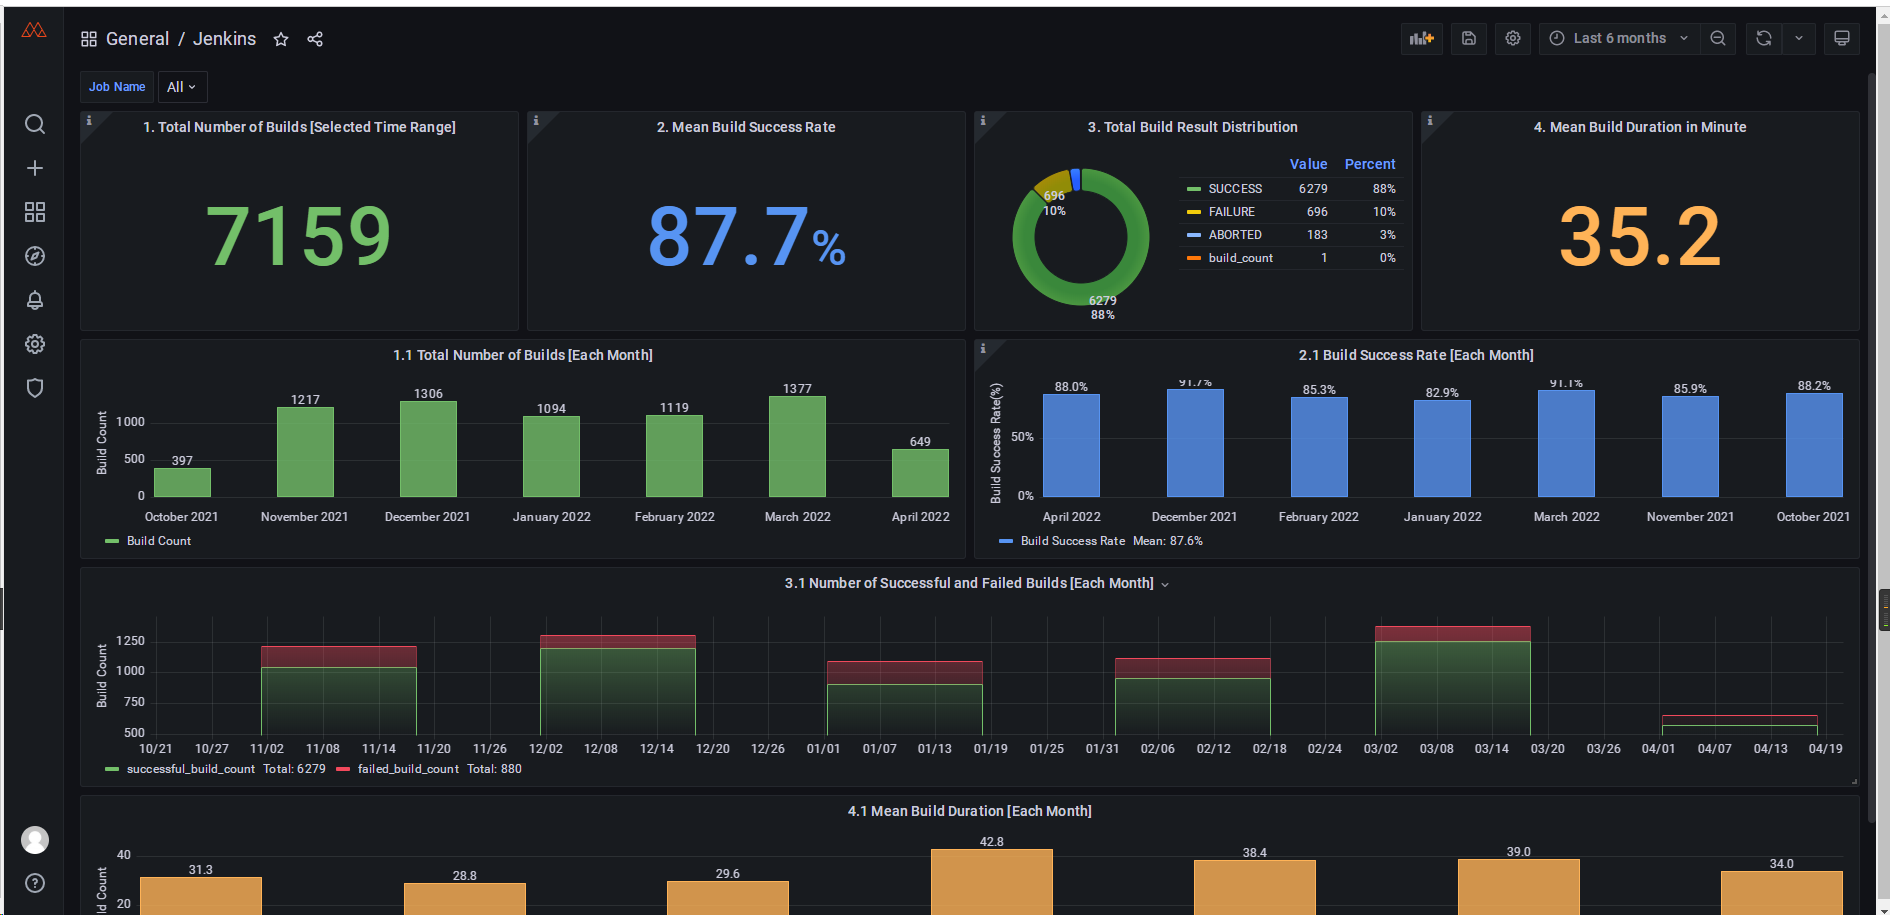 General / Jenkins
Last 6 months
Job Name All
1. Total Number of Builds [Selected Time Range]
7159
2. Mean Build Success Rate
87.7%
3. Total Build Result Distribution
696
10%
6279
88%
Value Percent
SUCCESS 6279 88%
FAILURE 696 10%
ABORTED 183 3%
build_count 1 0%
4. Mean Build Duration in Minute
35.2
1.1 Total Number of Builds [Each Month]
Build Count
1000
500
0
397
1217
1306
1094
1119
1377
649
October 2021 November 2021 December 2021 January 2022 February 2022 March 2022 April 2022
Build Count
2.1 Build Success Rate [Each Month]
Build Success Rate(%)
50%
0%
88.0% 91.7% 85.3% 82.9% 91.1% 85.9% 88.2%
April 2022 December 2021 February 2022 January 2022 March 2022 November 2021 October 2021
Build Success Rate Mean: 87.6%
3.1 Number of Successful and Failed Builds [Each Month]
Build Count
1250
1000
750
500
10/21 10/27 11/02 11/08 11/14 11/20 11/26 12/02 12/08 12/14 12/20 12/26 01/01 01/07 01/13 01/19 01/25 01/31 02/06 02/12 02/18 02/24 03/02 03/08 03/14 03/20 03/26 04/01 04/07 04/13 04/19
successful_build_count Total: 6279 failed_build_count Total: 880
4.1 Mean Build Duration [Each Month]
ld Count
40
20
31.3
28.8
29.6
42.8
38.4
39.0
34.0